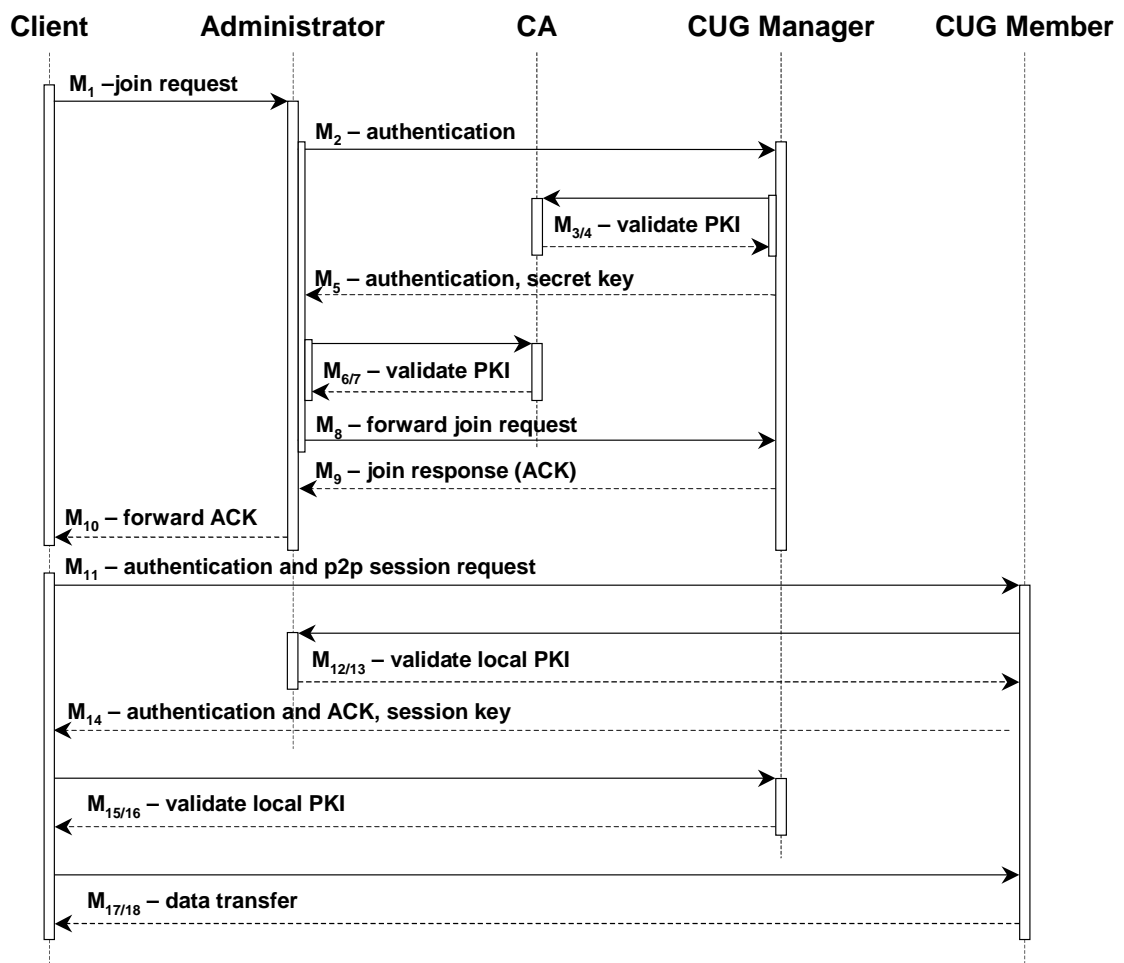 Client Administrator CA CUG Manager CUG Member
M1 –join request
M2 – authentication
M3/4 – validate PKI
M5 – authentication, secret key
M6/7 – validate PKI
M8 – forward join request
M9 – join response (ACK)
M10 – forward ACK
M11 – authentication and p2p session request
M12/13 – validate local PKI
M14 – authentication and ACK, session key
M15/16 – validate local PKI
M17/18 – data transfer